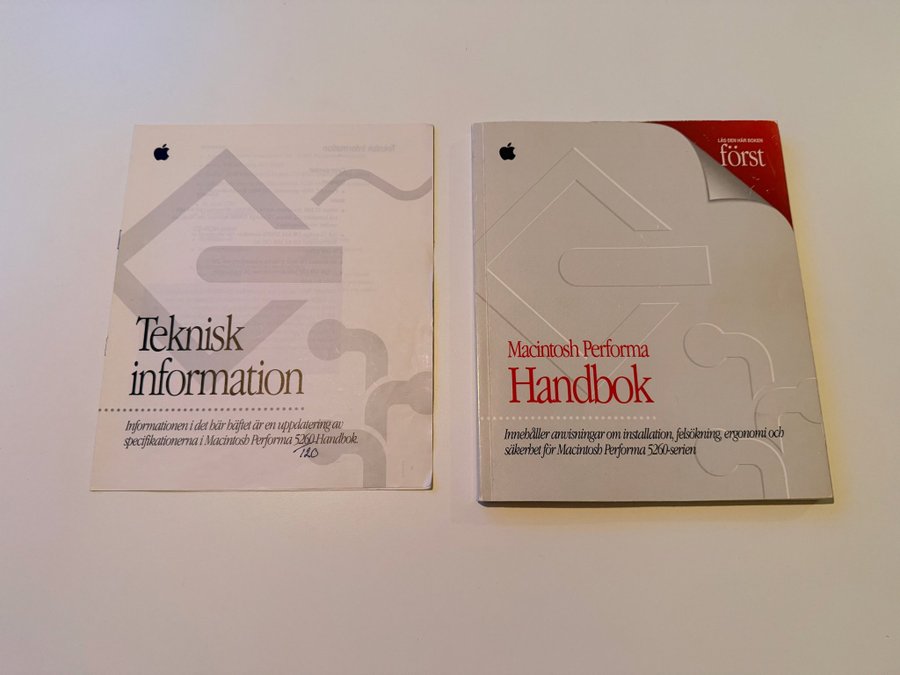 Teknisk
information
Informationen i det här häftet är en uppdatering av
specifikationerna i Macintosh Performa 5260 Handbok.
/120
LÄS DEN HÄR BOKEN
först
Macintosh Performa
Handbok
Innehåller anvisningar om installation, felsökning, ergonomi och
säkerhet för Macintosh Performa 5260-serien